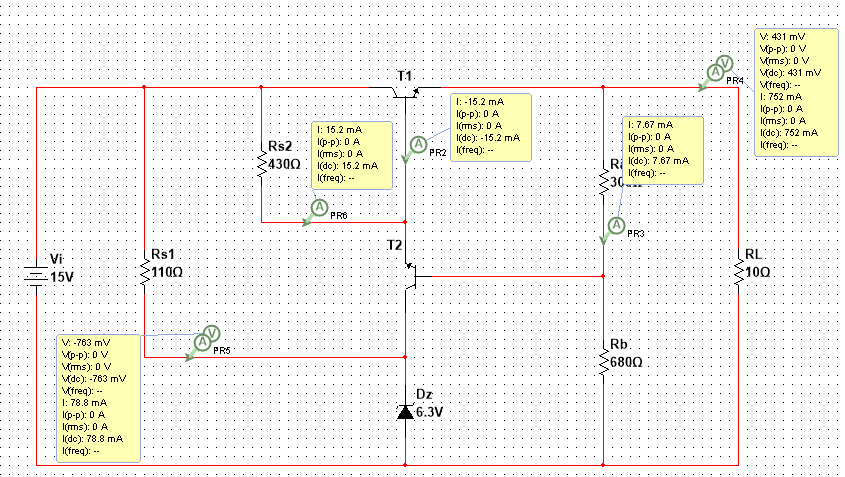 T1
V: 431 mV
V(p-p): 0 V
V(rms): 0 V
V(dc): 431 mV
V(freq): --
I: 752 mA
I(p-p): 0 A
I(rms): 0 A
I(dc): 752 mA
I(freq): --
A V
PR4
I: -15.2 mA
I(p-p): 0 A
I(rms): 0 A
I(dc): -15.2 mA
I(freq): --
A
PR2
I: 15.2 mA
I(p-p): 0 A
I(rms): 0 A
I(dc): 15.2 mA
I(freq): --
A
PR6
I: 7.67 mA
I(p-p): 0 A
I(rms): 0 A
I(dc): 7.67 mA
I(freq): --
A
PR3
Rs2
430Ω
T2
Vi
15V
Rs1
110Ω
RL
10Ω
V: -763 mV
V(p-p): 0 V
V(rms): 0 V
V(dc): -763 mV
V(freq): --
I: 78.8 mA
I(p-p): 0 A
I(rms): 0 A
I(dc): 78.8 mA
I(freq): --
A V
PR5
Rb
680Ω
Dz
6.3V